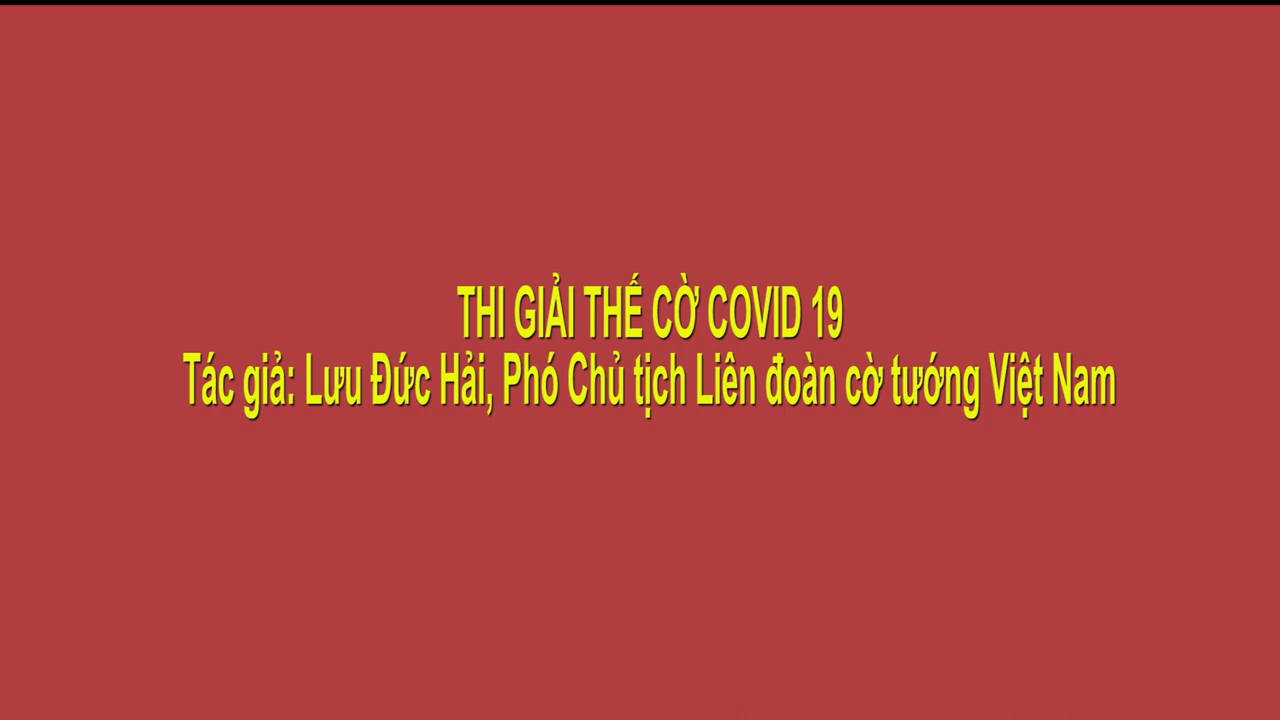 THI GIẢI THẾ CỜ COVID 19
Tác giả: Lưu Đức Hải, Phó Chủ tịch Liên đoàn cờ tướng Việt Nam